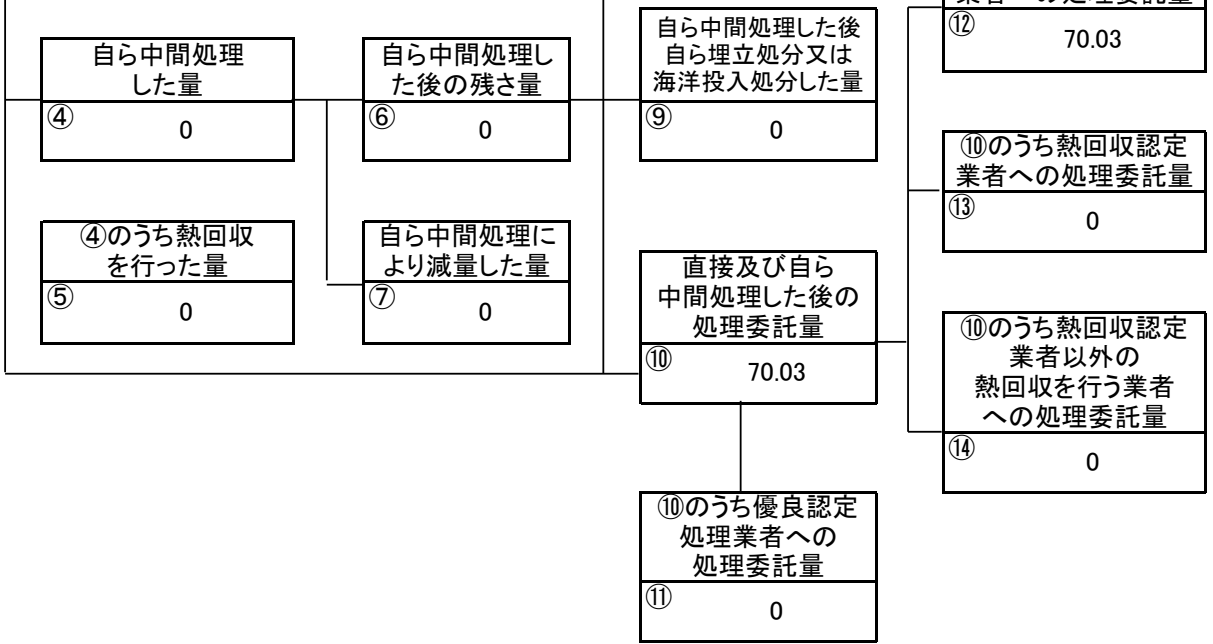 ⑫
70.03
自ら中間処理
した量
④
0
自ら中間処理し
た後の残さ量
⑥
0
自ら中間処理した後
自ら埋立処分又は
海洋投入処分した量
⑨
0
⑩のうち熱回収認定
業者への処理委託量
⑬
0
④のうち熱回収
を行った量
⑤
0
自ら中間処理に
より減量した量
⑦
0
直接及び自ら
中間処理した後の
処理委託量
⑩
70.03
⑩のうち熱回収認定
業者以外の
熱回収を行う業者
への処理委託量
⑭
0
⑩のうち優良認定
処理業者への
処理委託量
⑪
0